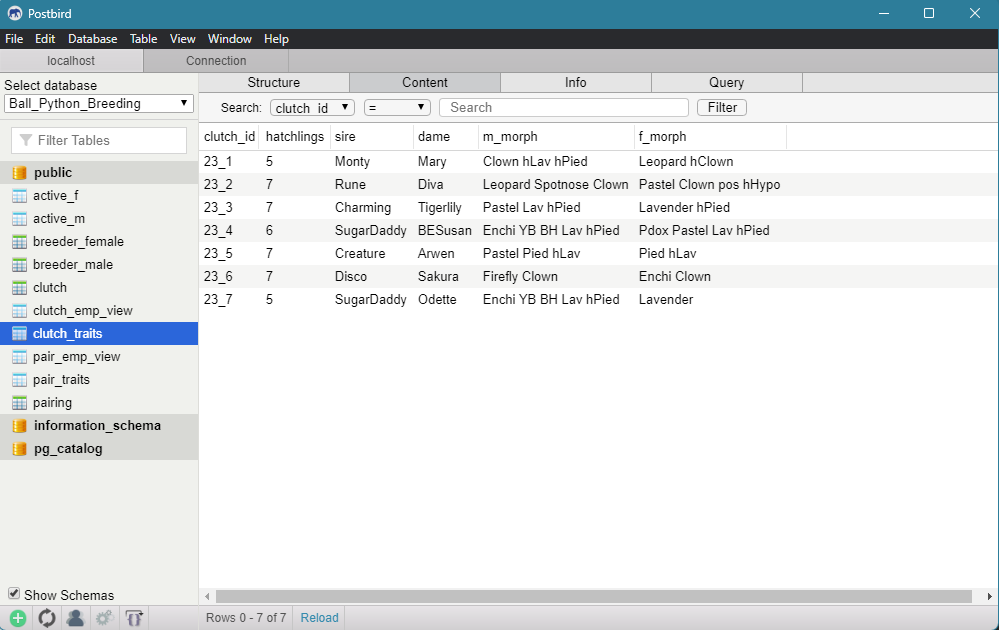 Postbird
File Edit Database Table View Window Help
localhost Connection
Select database
Ball_Python_Breeding
Filter Tables
public
active_f
active_m
breeder_female
breeder_male
clutch
clutch_emp_view
clutch_traits
pair_emp_view
pair_traits
pairing
information_schema
pg_catalog
Show Schemas
Structure Content Info Query
Search: clutch_id = Search Filter
clutch_id hatchlings sire dame m_morph f_morph
23_1 5 Monty Mary Clown hLav hPied Leopard hClown
23_2 7 Rune Diva Leopard Spotnose Clown Pastel Clown pos hHypo
23_3 7 Charming Tigerlily Pastel Lav hPied Lavender hPied
23_4 6 SugarDaddy BESusan Enchi YB BH Lav hPied Pdox Pastel Lav hPied
23_5 7 Creature Arwen Pastel Pied hLav Pied hLav
23_6 7 Disco Sakura Firefly Clown Enchi Clown
23_7 5 SugarDaddy Odette Enchi YB BH Lav hPied Lavender
Rows 0 - 7 of 7 Reload